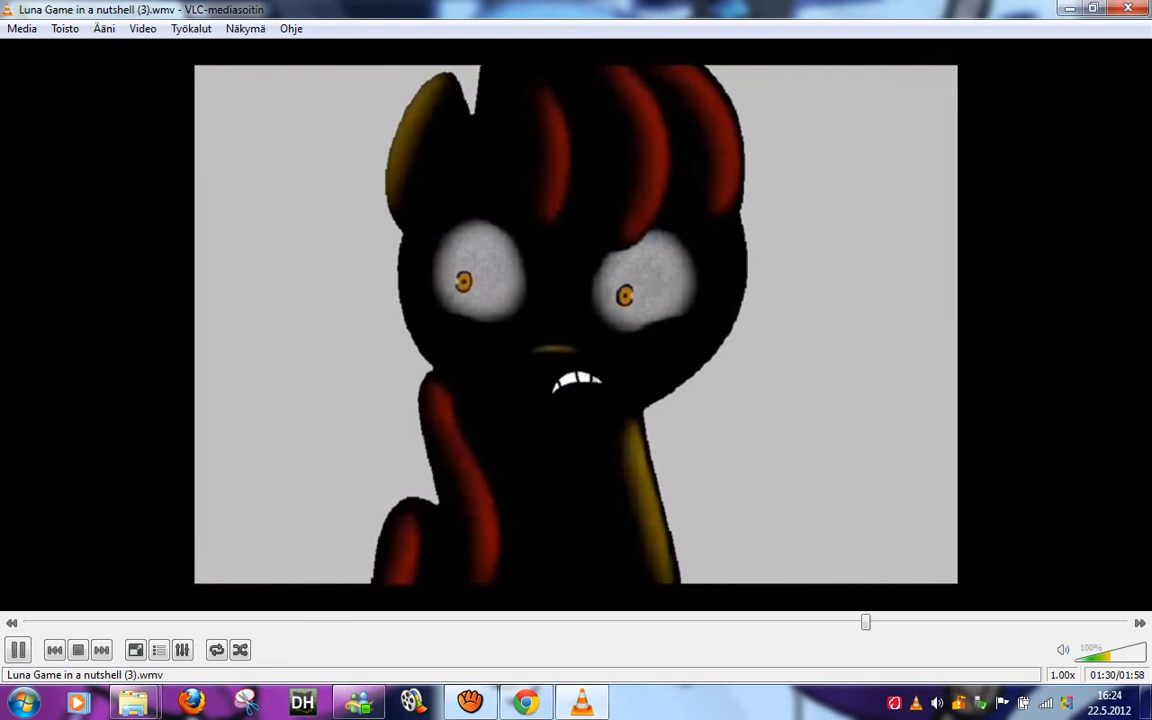 Luna Game in a nutshell (3).wmv - VLC-mediasoitin
Media Toisto Ääni Video Työkalut Näkymä Ohje
100%
Luna Game in a nutshell (3).wmv 1.00x 01:30/01:58
DH
16:24
22.5.2012